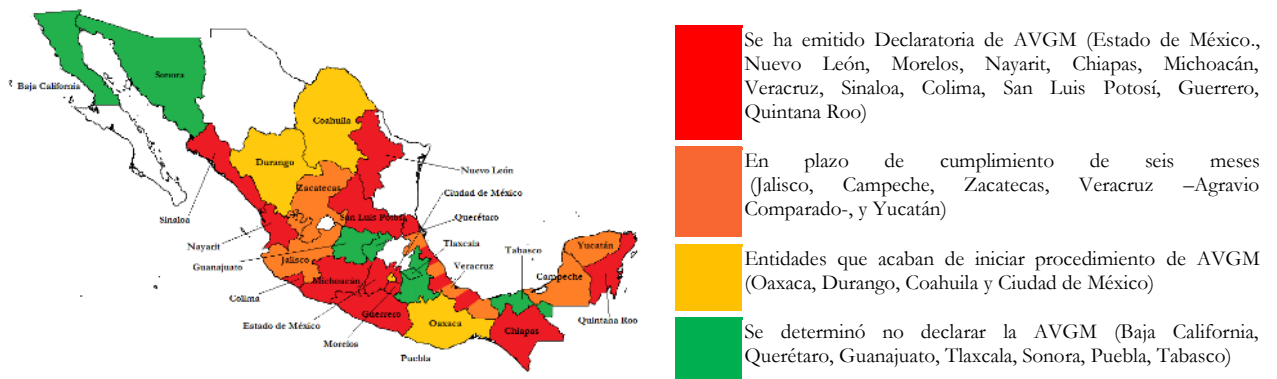 Baja California
Sonora
Coahuila
Durango
Zacatecas
Nuevo León
Ciudad de México
Sinaloa
San Luis Potosí
Querétaro
Nayarit
Tlaxcala
Guanajuato
Jalisco
Veracruz
Tabasco
Yucatán
Michoacán
Campeche
Colima
Guerrero
Estado de México
Oaxaca
Chiapas
Quintana Roo
Morelos
Puebla
Se ha emitido Declaratoria de AVGM (Estado de México.,
Nuevo León, Morelos, Nayarit, Chiapas, Michoacán,
Veracruz, Sinaloa, Colima, San Luis Potosí, Guerrero,
Quintana Roo)
En plazo de cumplimiento de seis meses
(Jalisco, Campeche, Zacatecas, Veracruz –Agravio
Comparado-, y Yucatán)
Entidades que acaban de iniciar procedimiento de AVGM
(Oaxaca, Durango, Coahuila y Ciudad de México)
Se determinó no declarar la AVGM (Baja California,
Querétaro, Guanajuato, Tlaxcala, Sonora, Puebla, Tabasco)